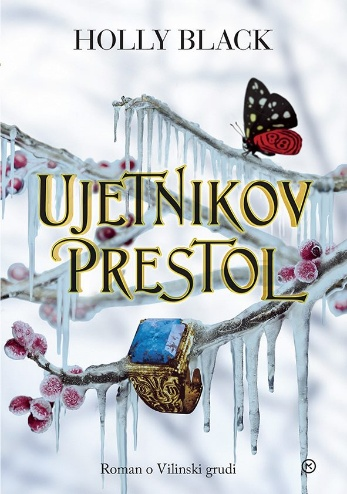 HOLLY BLACK
UJETNIKOV
PRESTOL
Roman o Vilinski grudi